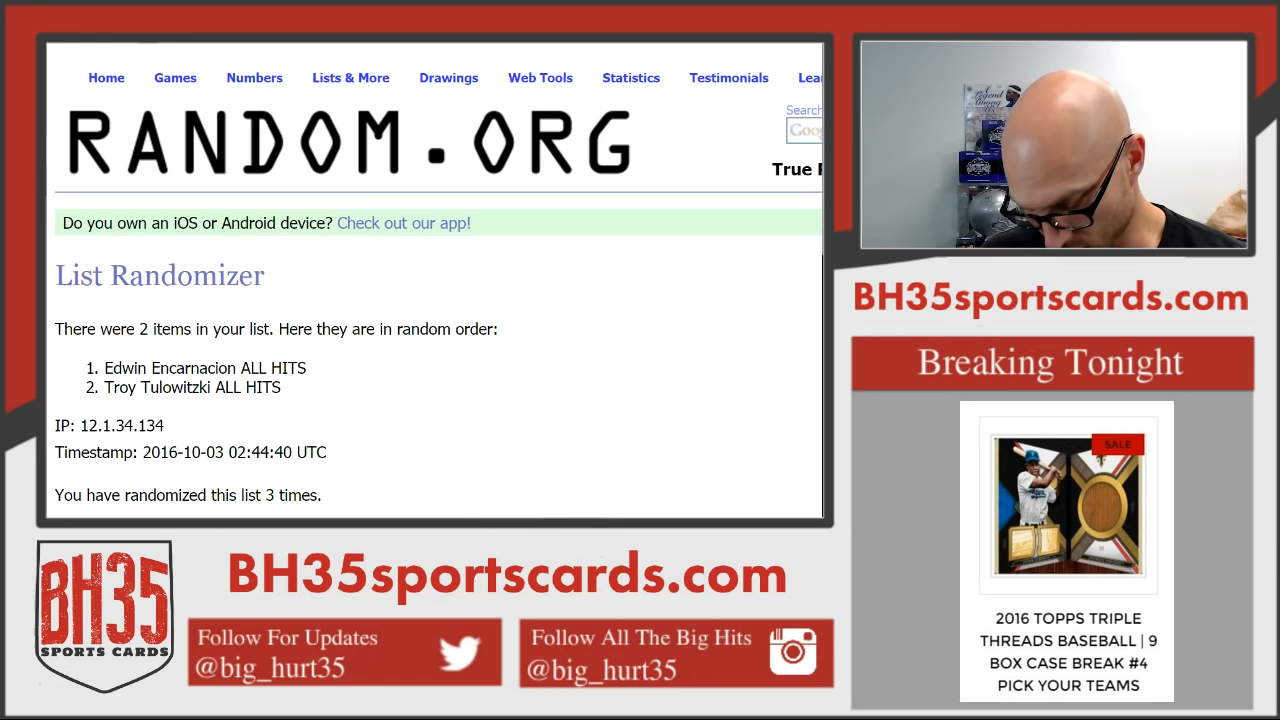 Home Games Numbers Lists & More Drawings Web Tools Statistics Testimonials
RANDOM.ORG
Search
True
Do you own an iOS or Android device? Check out our app!
List Randomizer
There were 2 items in your list. Here they are in random order:
1. Edwin Encarnacion ALL HITS
2. Troy Tulowitzki ALL HITS
IP: 12.1.34.134
Timestamp: 2016-10-03 02:44:40 UTC
You have randomized this list 3 times.
BH35
SPORTS CARDS
BH35sportscards.com
Follow For Updates
@big_hurt35
Follow All The Big Hits
@big_hurt35
Legend
Among
BH35sportscards.com
Breaking Tonight
SALE
2016 TOPPS TRIPLE
THREADS BASEBALL | 9
BOX CASE BREAK #4
PICK YOUR TEAMS